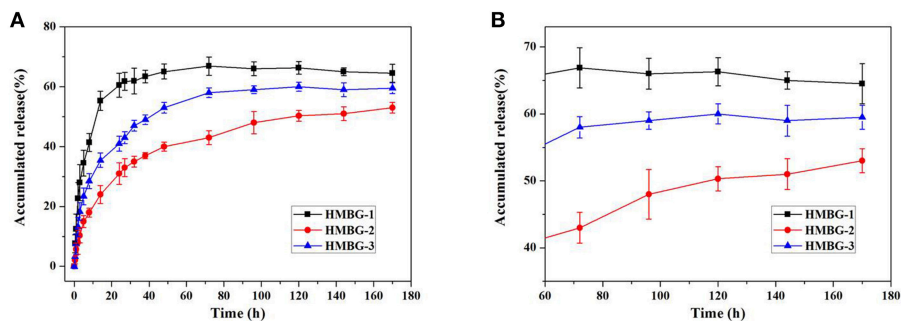 A
B
Accumulated release(%)
80
60
40
20
0
HMBG-1
HMBG-2
HMBG-3
0 20 40 60 80 100 120 140 160 180
Time (h)
Accumulated release(%)
70
60
50
40
HMBG-1
HMBG-2
HMBG-3
60 80 100 120 140 160 180
Time (h)